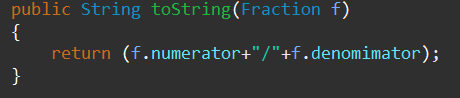 public String toString(Fraction f)
{
    return (f.numerator+"/"+f.denomimator);
}